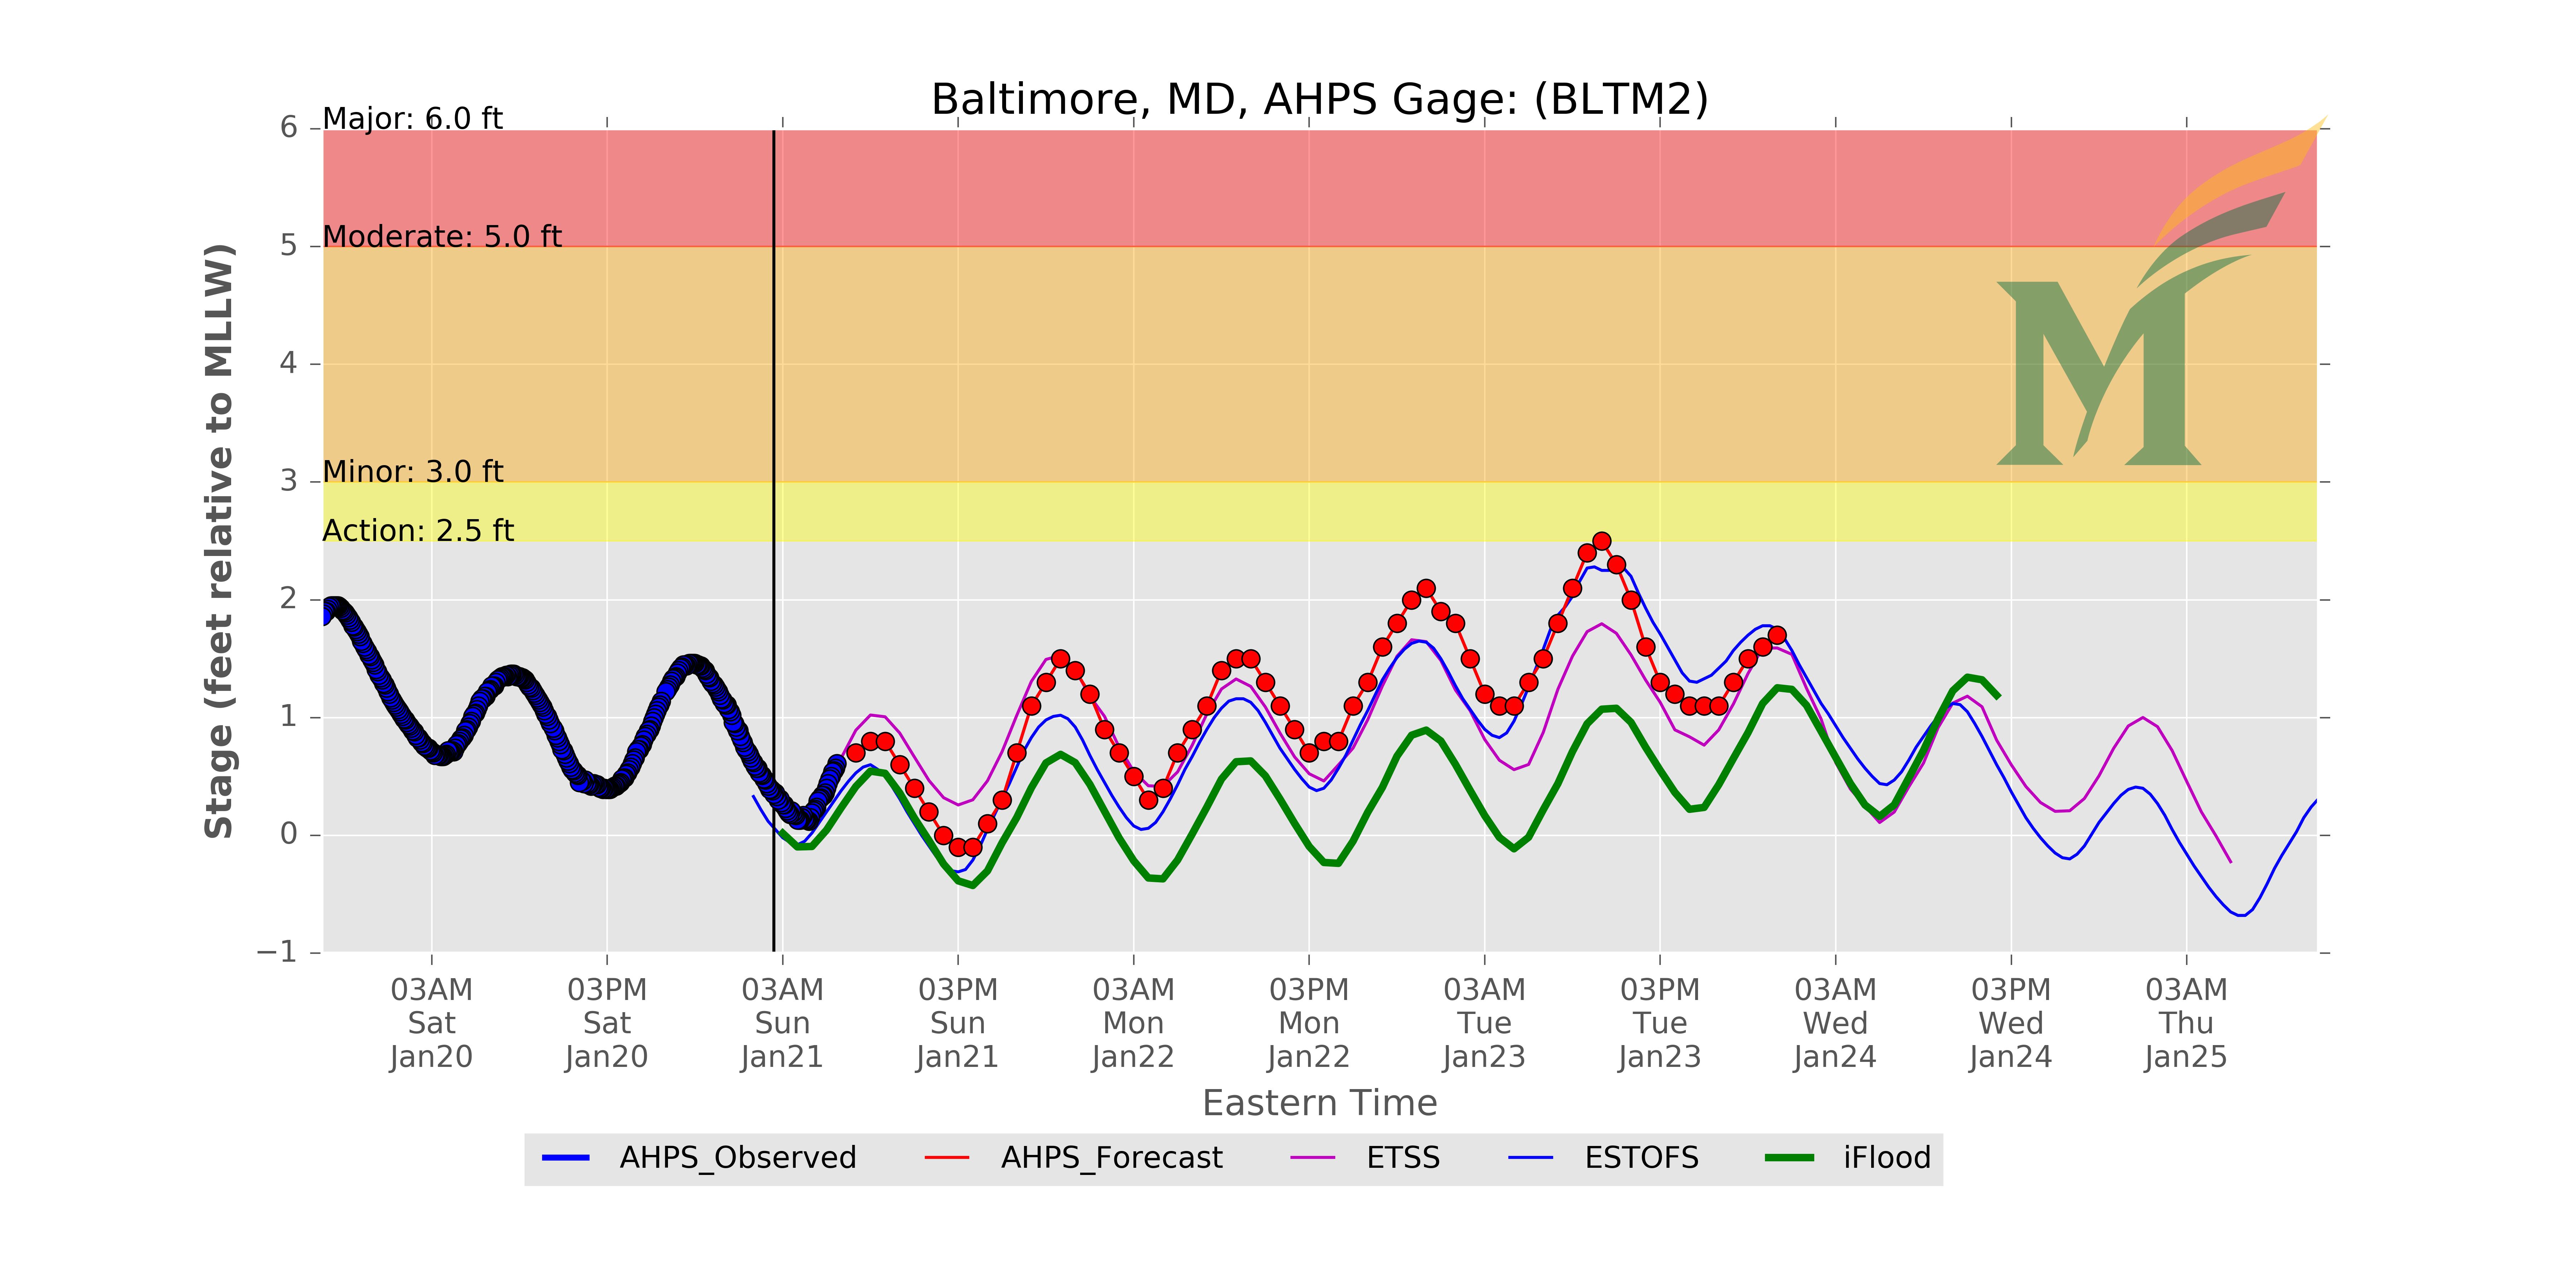 Baltimore, MD, AHPS Gage: (BLTM2)
Major: 6.0 ft
Moderate: 5.0 ft
Minor: 3.0 ft
Action: 2.5 ft
6
5
4
3
2
1
0
−1
Stage (feet relative to MLLW)
M
03AM 03PM 03AM 03PM 03AM 03PM 03AM 03PM 03AM 03PM 03AM
Sat Sat Sun Sun Mon Mon Tue Tue Wed Wed Thu
Jan20 Jan20 Jan21 Jan21 Jan22 Jan22 Jan23 Jan23 Jan24 Jan24 Jan25
Eastern Time
AHPS_Observed AHPS_Forecast ETSS ESTOFS iFlood